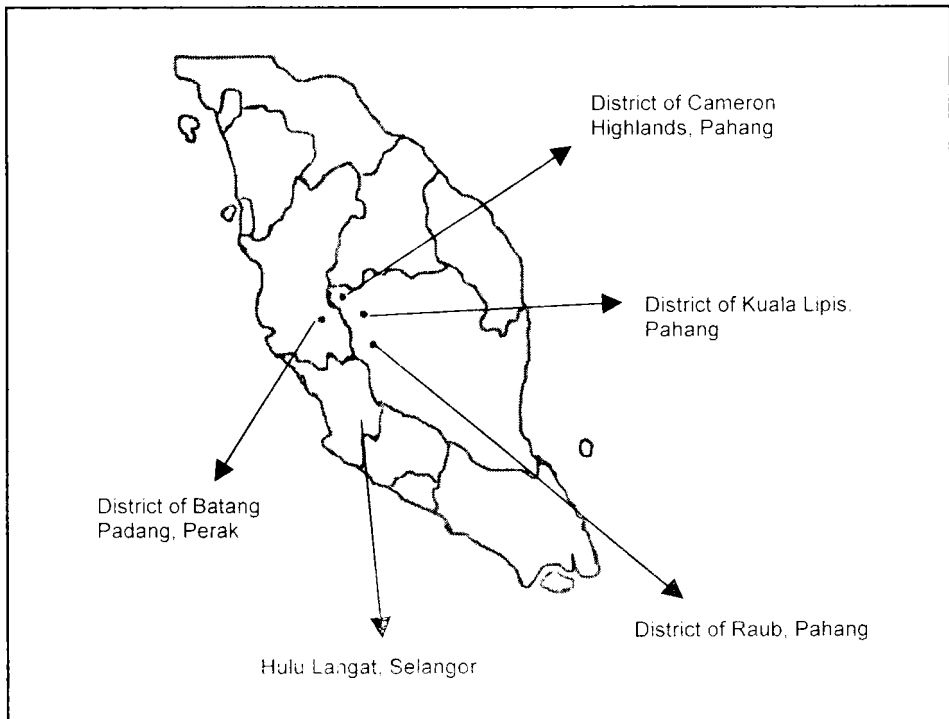 District of Cameron
Highlands, Pahang
District of Kuala Lipis.
Pahang
District of Batang
Padang, Perak
District of Raub, Pahang
Hulu Langat, Selangor